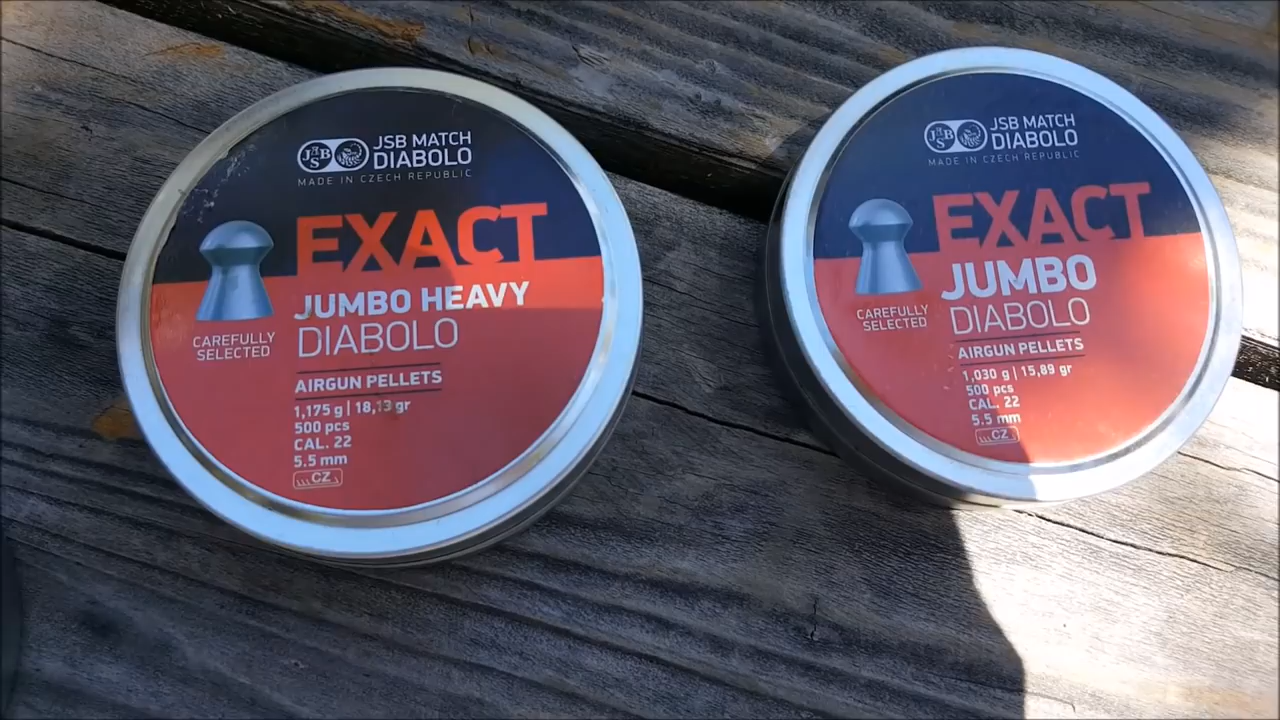 JSB
JSB MATCH
DIABOLO
MADE IN CZECH REPUBLIC
EXACT
JUMBO HEAVY
DIABOLO
CAREFULLY
SELECTED
AIRGUN PELLETS
1,175 g | 18,13 gr
500 pcs
CAL. 22
5.5 mm
CZ
JSB
JSB MATCH
DIABOLO
MADE IN CZECH REPUBLIC
EXACT
JUMBO
DIABOLO
CAREFULLY
SELECTED
AIRGUN PELLETS
1,030 g | 15,89 gr
500 pcs
CAL. 22
5.5 mm
CZ